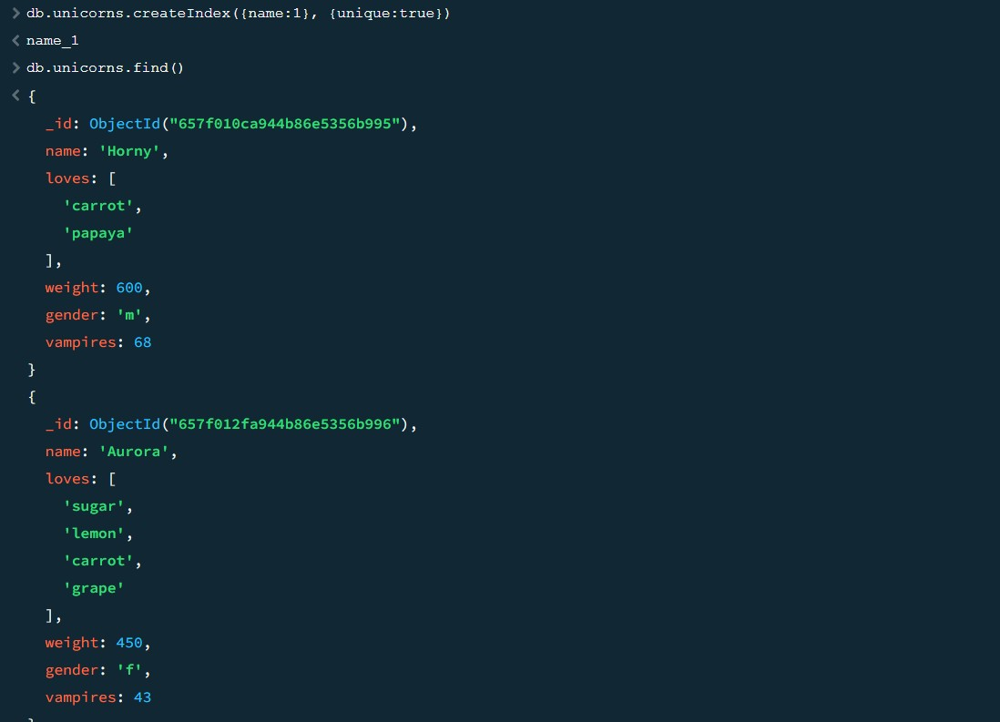 > db.unicorns.createIndex({name:1}, {unique:true})
< name_1
> db.unicorns.find()
< {
_id: ObjectId("657f010ca944b86e5356b995"),
name: 'Horny',
loves: [
'carrot',
'papaya'
],
weight: 600,
gender: 'm',
vampires: 68
}
{
_id: ObjectId("657f012fa944b86e5356b996"),
name: 'Aurora',
loves: [
'sugar',
'lemon',
'carrot',
'grape'
],
weight: 450,
gender: 'f',
vampires: 43
}